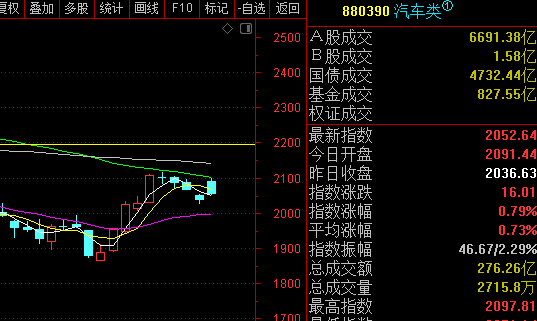 复权 叠加 多股 统计 画线 F10 标记 -自选 返回
880390 汽车类①
2500
2400
2300
2200
2100
2000
1900
1800
1700
A股成交 6691.38亿
B股成交 1.58亿
国债成交 4732.44亿
基金成交 827.55亿
权证成交
最新指数 2052.64
今日开盘 2091.44
昨日收盘 2036.63
指数涨跌 16.01
指数涨幅 0.79%
平均涨幅 0.73%
指数振幅 46.67/2.29%
总成交额 276.26亿
总成交量 2715.8万
最高指数 2097.81
最低指数